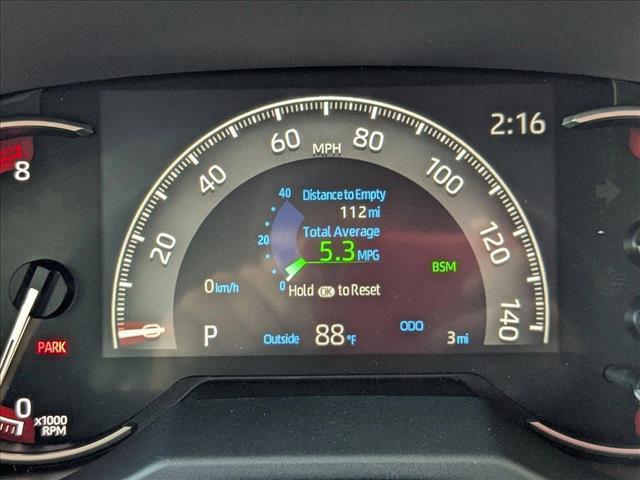 2:16
60 MPH 80
40 100
20 120
0 140
40
20
0
Distance to Empty
112 mi
Total Average
5.3 MPG
Hold OK to Reset
BSM
0 km/h
P
Outside 88 °F
ODO
3 mi
8
PARK
0
x1000
RPM